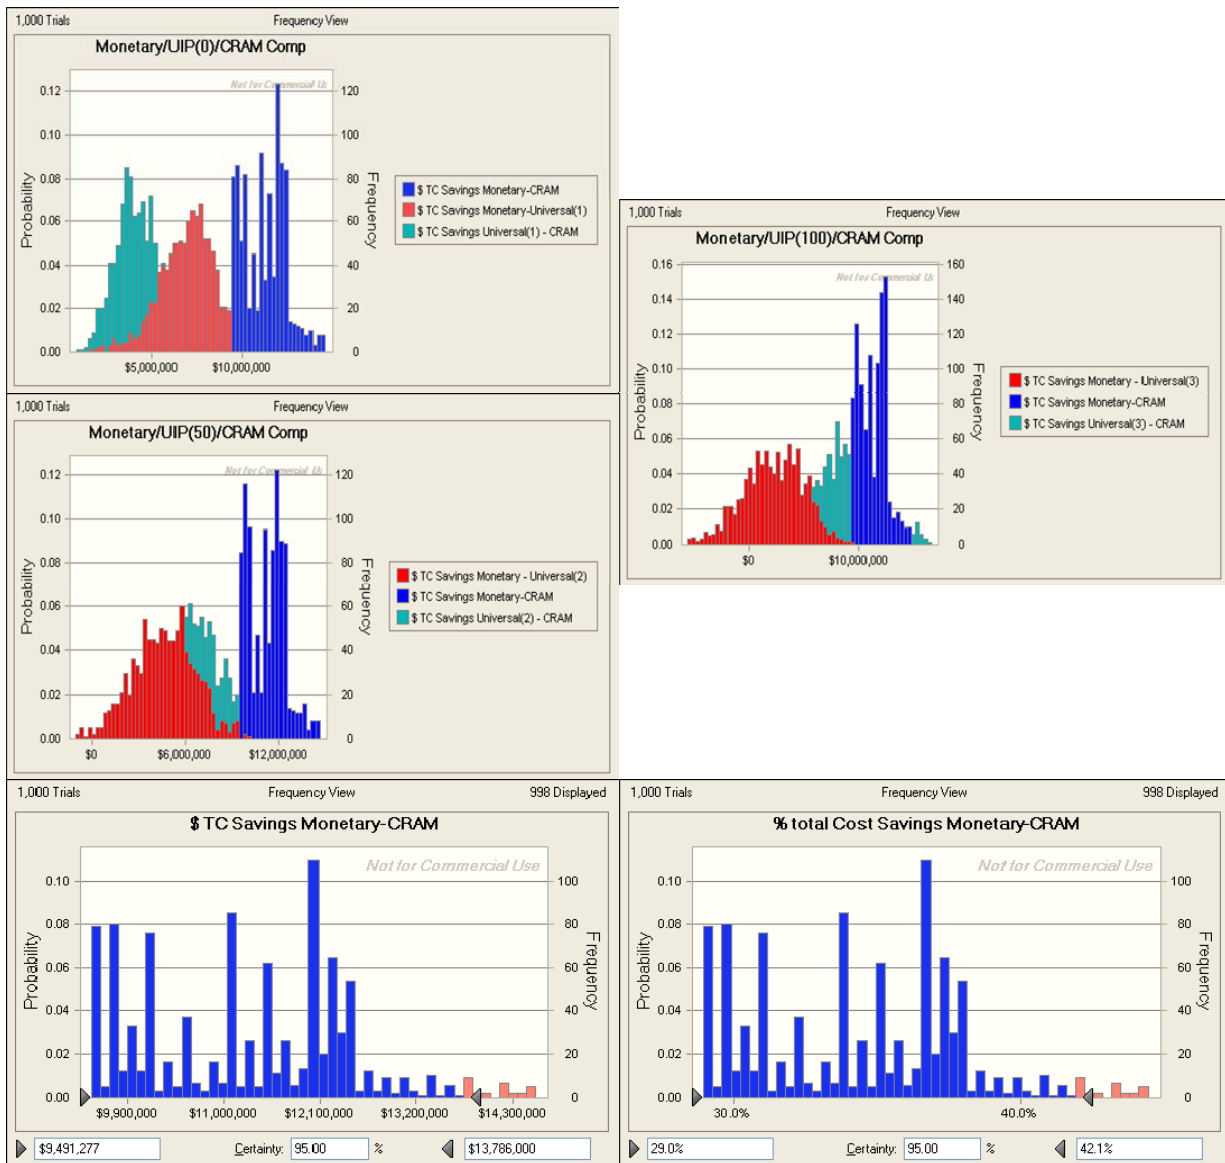 1,000 Trials Frequency View
Monetary/UIP(0)/CRAM Comp
Not for Commercial Us
Probability
Frequency
0.12
0.10
0.08
0.06
0.04
0.02
0.00
120
100
80
60
40
20
0
$5,000,000 $10,000,000
$ TC Savings Monetary-CRAM
$ TC Savings Monetary-Universal(1)
$ TC Savings Universal(1) - CRAM
1,000 Trials Frequency View
Monetary/UIP(100)/CRAM Comp
Not for Commercial Us
Probability
Frequency
0.16
0.14
0.12
0.10
0.08
0.06
0.04
0.02
0.00
160
140
120
100
80
60
40
20
0
$0 $10,000,000
$ TC Savings Monetary - Universal(3)
$ TC Savings Monetary-CRAM
$ TC Savings Universal(3) - CRAM
1,000 Trials Frequency View
Monetary/UIP(50)/CRAM Comp
Not for Commercial Us
Probability
Frequency
0.12
0.10
0.08
0.06
0.04
0.02
0.00
120
100
80
60
40
20
0
$0 $6,000,000 $12,000,000
$ TC Savings Monetary - Universal(2)
$ TC Savings Monetary-CRAM
$ TC Savings Universal(2) - CRAM
1,000 Trials Frequency View 998 Displayed
$ TC Savings Monetary-CRAM
Not for Commercial Use
Probability
Frequency
0.10
0.08
0.06
0.04
0.02
0.00
100
80
60
40
20
0
$9,900,000 $11,000,000 $12,100,000 $13,200,000 $14,300,000
$9,491,277 Certainty: 95.00 % $13,786,000
1,000 Trials Frequency View 998 Displayed
% total Cost Savings Monetary-CRAM
Not for Commercial Use
Probability
Frequency
0.10
0.08
0.06
0.04
0.02
0.00
100
80
60
40
20
0
30.0% 40.0%
29.0% Certainty: 95.00 % 42.1%